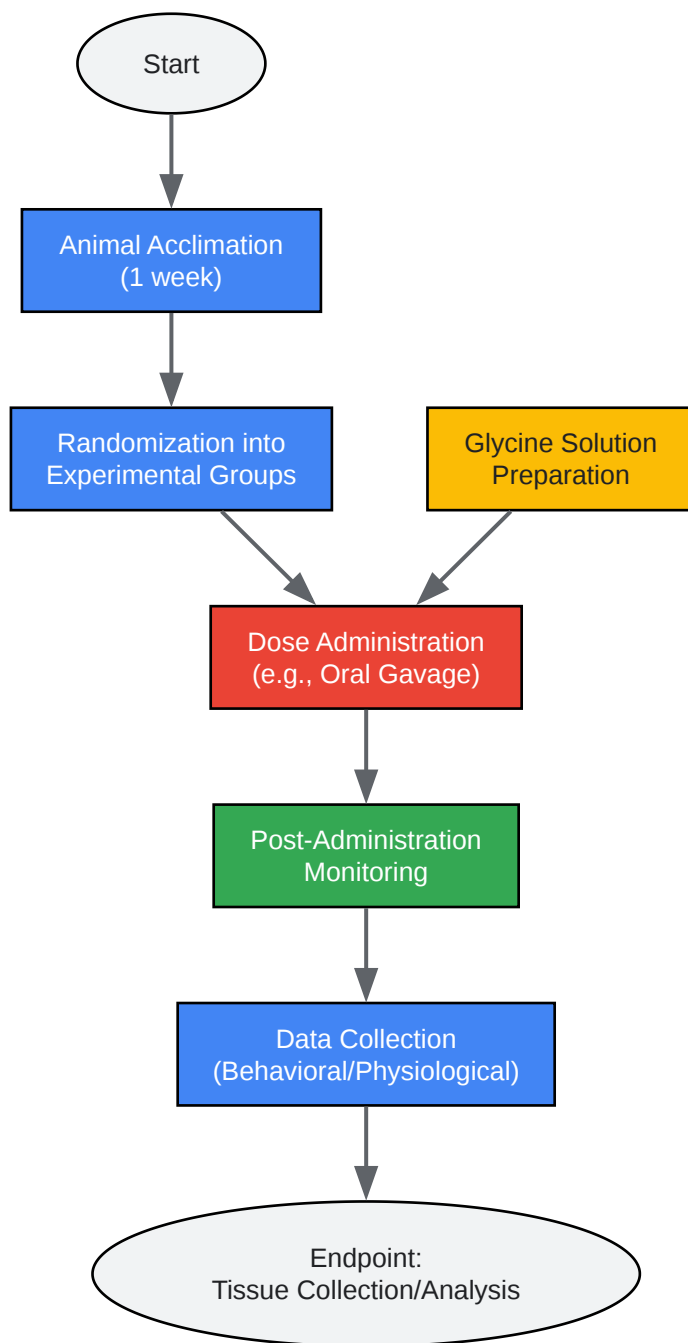 Start
Animal Acclimation
(1 week)
Randomization into
Experimental Groups
Glycine Solution
Preparation
Dose Administration
(e.g., Oral Gavage)
Post-Administration
Monitoring
Data Collection
(Behavioral/Physiological)
Endpoint:
Tissue Collection/Analysis